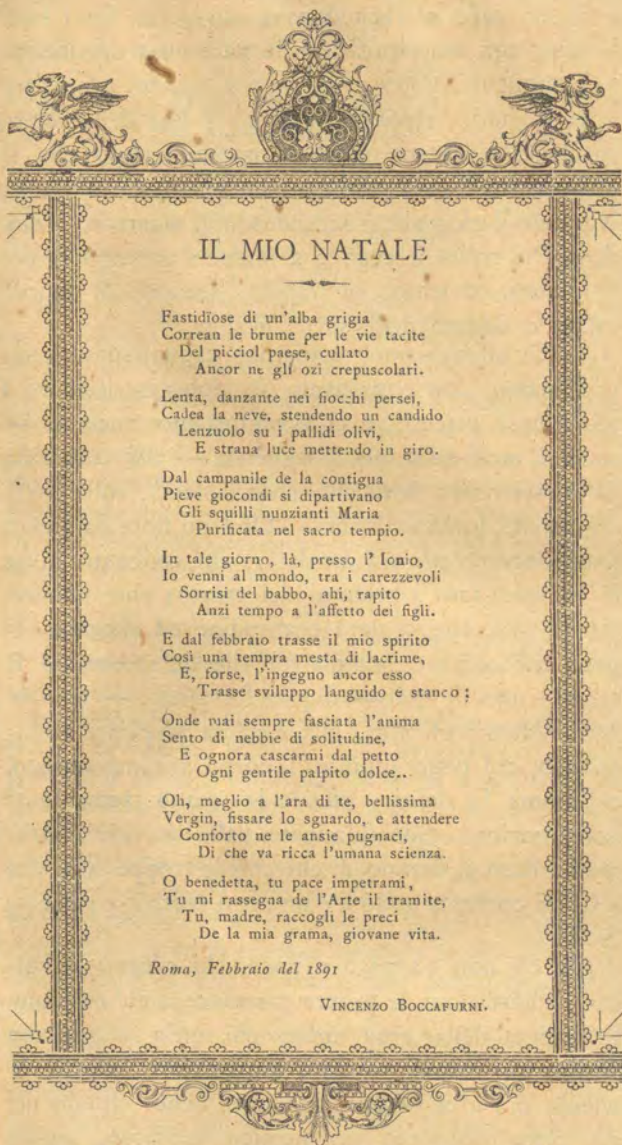 IL MIO NATALE
Fastidïose di un'alba grigia
Correan le brume per le vie tacite
Del picciol paese, cullato
Ancor ne gli ozi crepuscolari.
Lenta, danzante nei fiocchi persei,
Cadea la neve, stendendo un candido
Lenzuolo su i pallidi olivi,
E strana luce mettendo in giro.
Dal campanile de la contigua
Pieve giocondi si dipartivano
Gli squilli nunzianti Maria
Purificata nel sacro tempio.
In tale giorno, là, presso l' Ionio,
Io venni al mondo, tra i carezzevoli
Sorrisi del babbo, ahi, rapito
Anzi tempo a l'affetto dei figli.
E dal febbraio trasse il mio spirito
Così una tempra mesta di lacrime,
E, forse, l'ingegno ancor esso
Trasse sviluppo languido e stanco:
Onde mai sempre fasciata l'anima
Sento di nebbie di solitudine,
E ognora cascarmi dal petto
Ogni gentile palpito dolce..
Oh, meglio a l'ara di te, bellissima
Vergin, fissare lo sguardo, e attendere
Conforto ne le ansie pugnaci,
Di che va ricca l'umana scienza.
O benedetta, tu pace impetrami,
Tu mi rassegna de l'Arte il tramite,
Tu, madre, raccogli le preci
De la mia grama, giovane vita.
Roma, Febbraio del 1891
VINCENZO BOCCAFURNI.